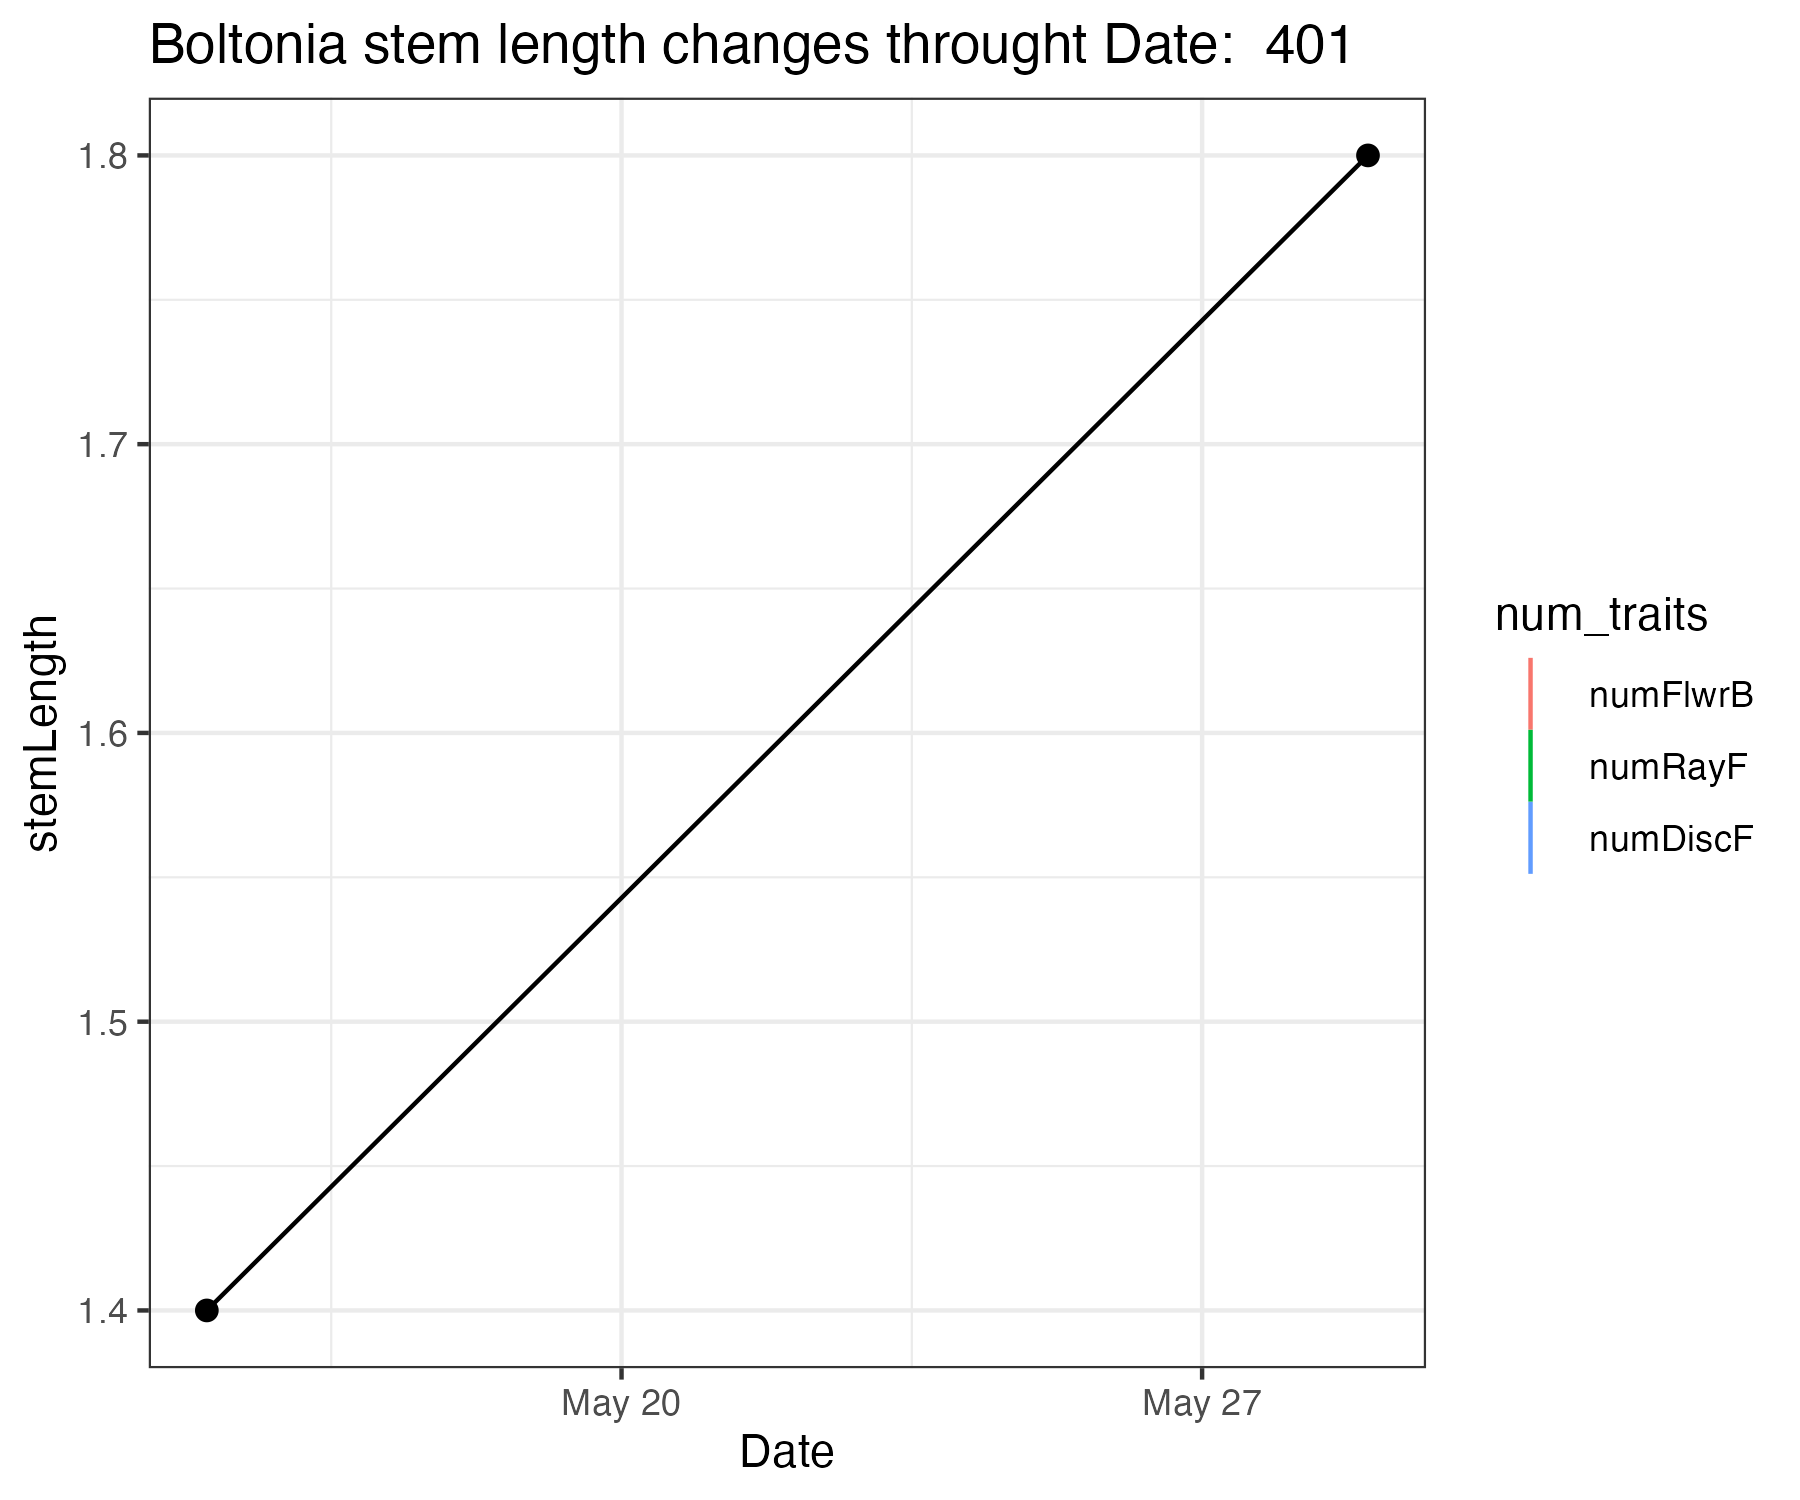 Boltonia stem length changes throught Date:  401
1.8
1.7
1.6
1.5
1.4
stemLength
May 20
May 27
Date
num_traits
numFlwrB
numRayF
numDiscF